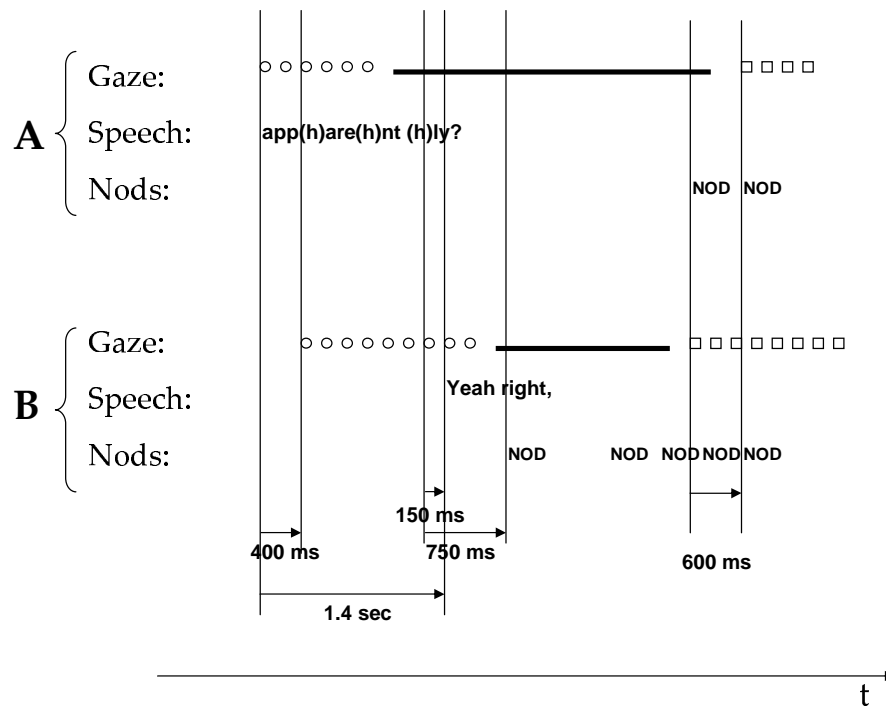 Gaze:
A
Speech:
app(h)are(h)nt (h)ly?
Nods:
NOD NOD
Gaze:
B
Speech:
Yeah right,
Nods:
NOD NOD NOD NOD NOD
150 ms
400 ms
750 ms
600 ms
1.4 sec
t